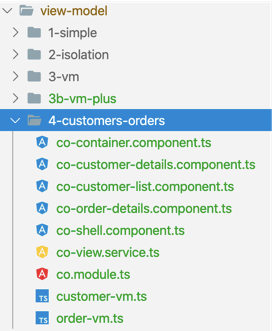 view-model
1-simple
2-isolation
3-vm
3b-vm-plus
4-customers-orders
co-container.component.ts
co-customer-details.component.ts
co-customer-list.component.ts
co-order-details.component.ts
co-shell.component.ts
co-view.service.ts
co.module.ts
TS customer-vm.ts
TS order-vm.ts